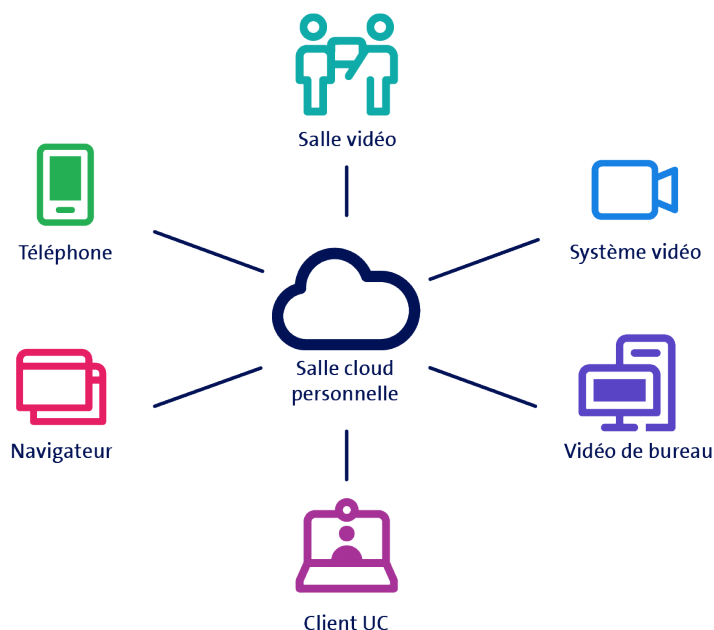 Salle vidéo
Téléphone
Système vidéo
Salle cloud
personnelle
Navigateur
Vidéo de bureau
Client UC